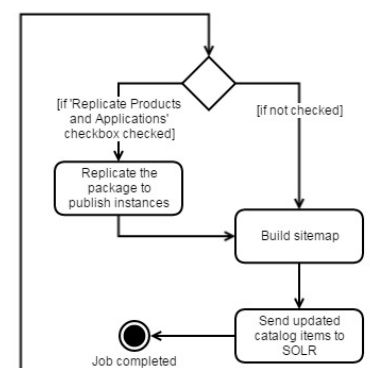 [if 'Replicate Products
and Applications'
checkbox checked]
[if not checked]
Replicate the
package to
publish instances
Build sitemap
Send updated
catalog items to
SOLR
Job completed